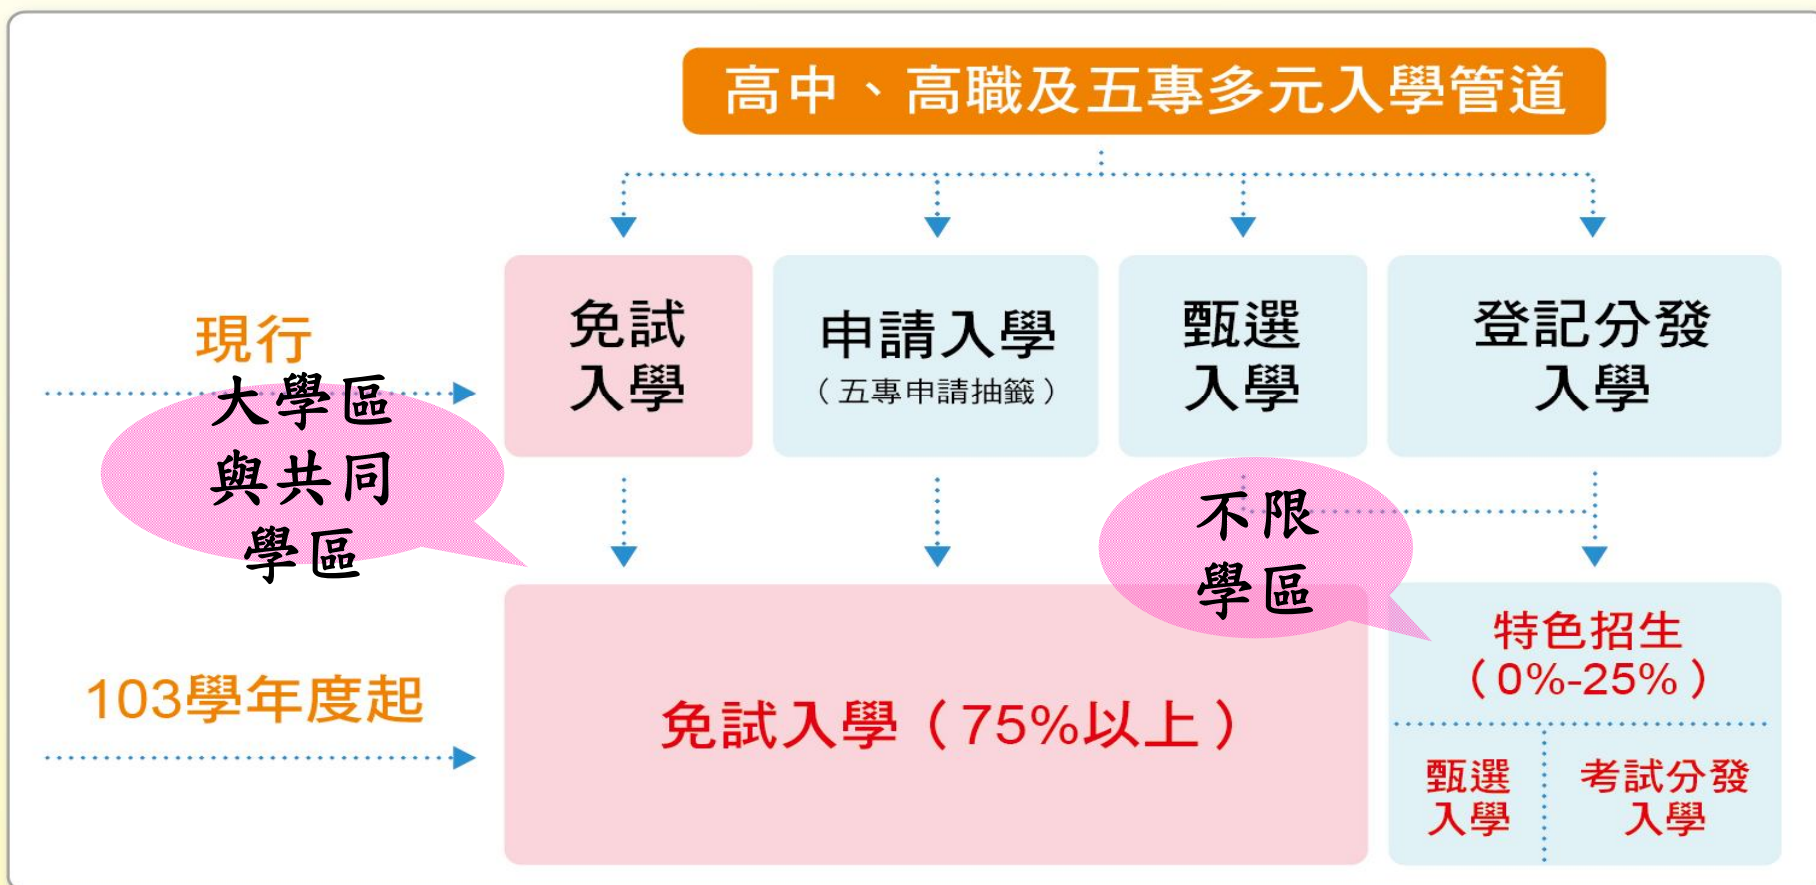 高中、高職及五專多元入學管道
現行
免試
入學
申請入學
（五專申請抽籤）
甄選
入學
登記分發
入學
大學區
與共同
學區
不限
學區
103學年度起
免試入學（75%以上）
特色招生
（0%-25%）
甄選
入學
考試分發
入學